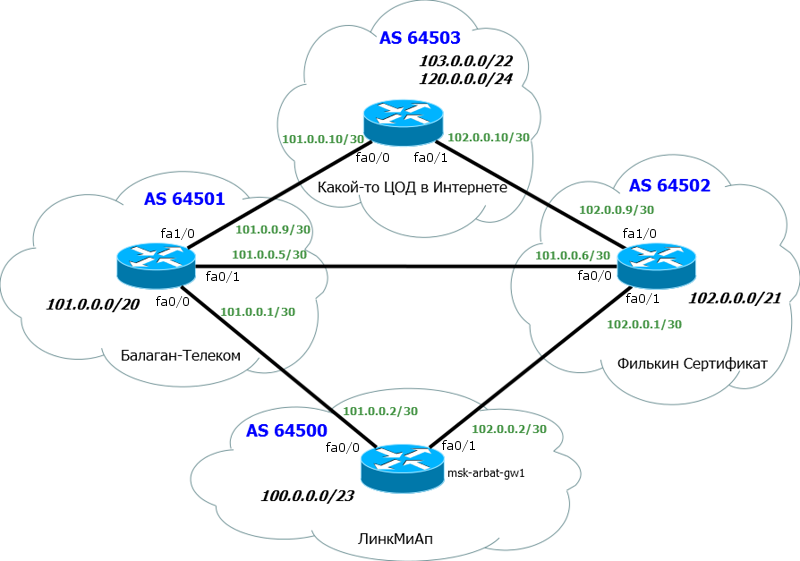 AS 64503
103.0.0.0/22
120.0.0.0/24
101.0.0.10/30
102.0.0.10/30
fa0/0
fa0/1
Какой-то ЦОД в Интернете
AS 64501
fa1/0
101.0.0.9/30
101.0.0.5/30
fa0/1
fa0/0
101.0.0.0/20
101.0.0.1/30
Балаган-Телеком
AS 64502
102.0.0.9/30
fa1/0
101.0.0.6/30
fa0/0
fa0/1
102.0.0.0/21
102.0.0.1/30
Филькин Сертификат
101.0.0.2/30
102.0.0.2/30
AS 64500
fa0/0
fa0/1
msk-arbat-gw1
100.0.0.0/23
ЛинкМиАп